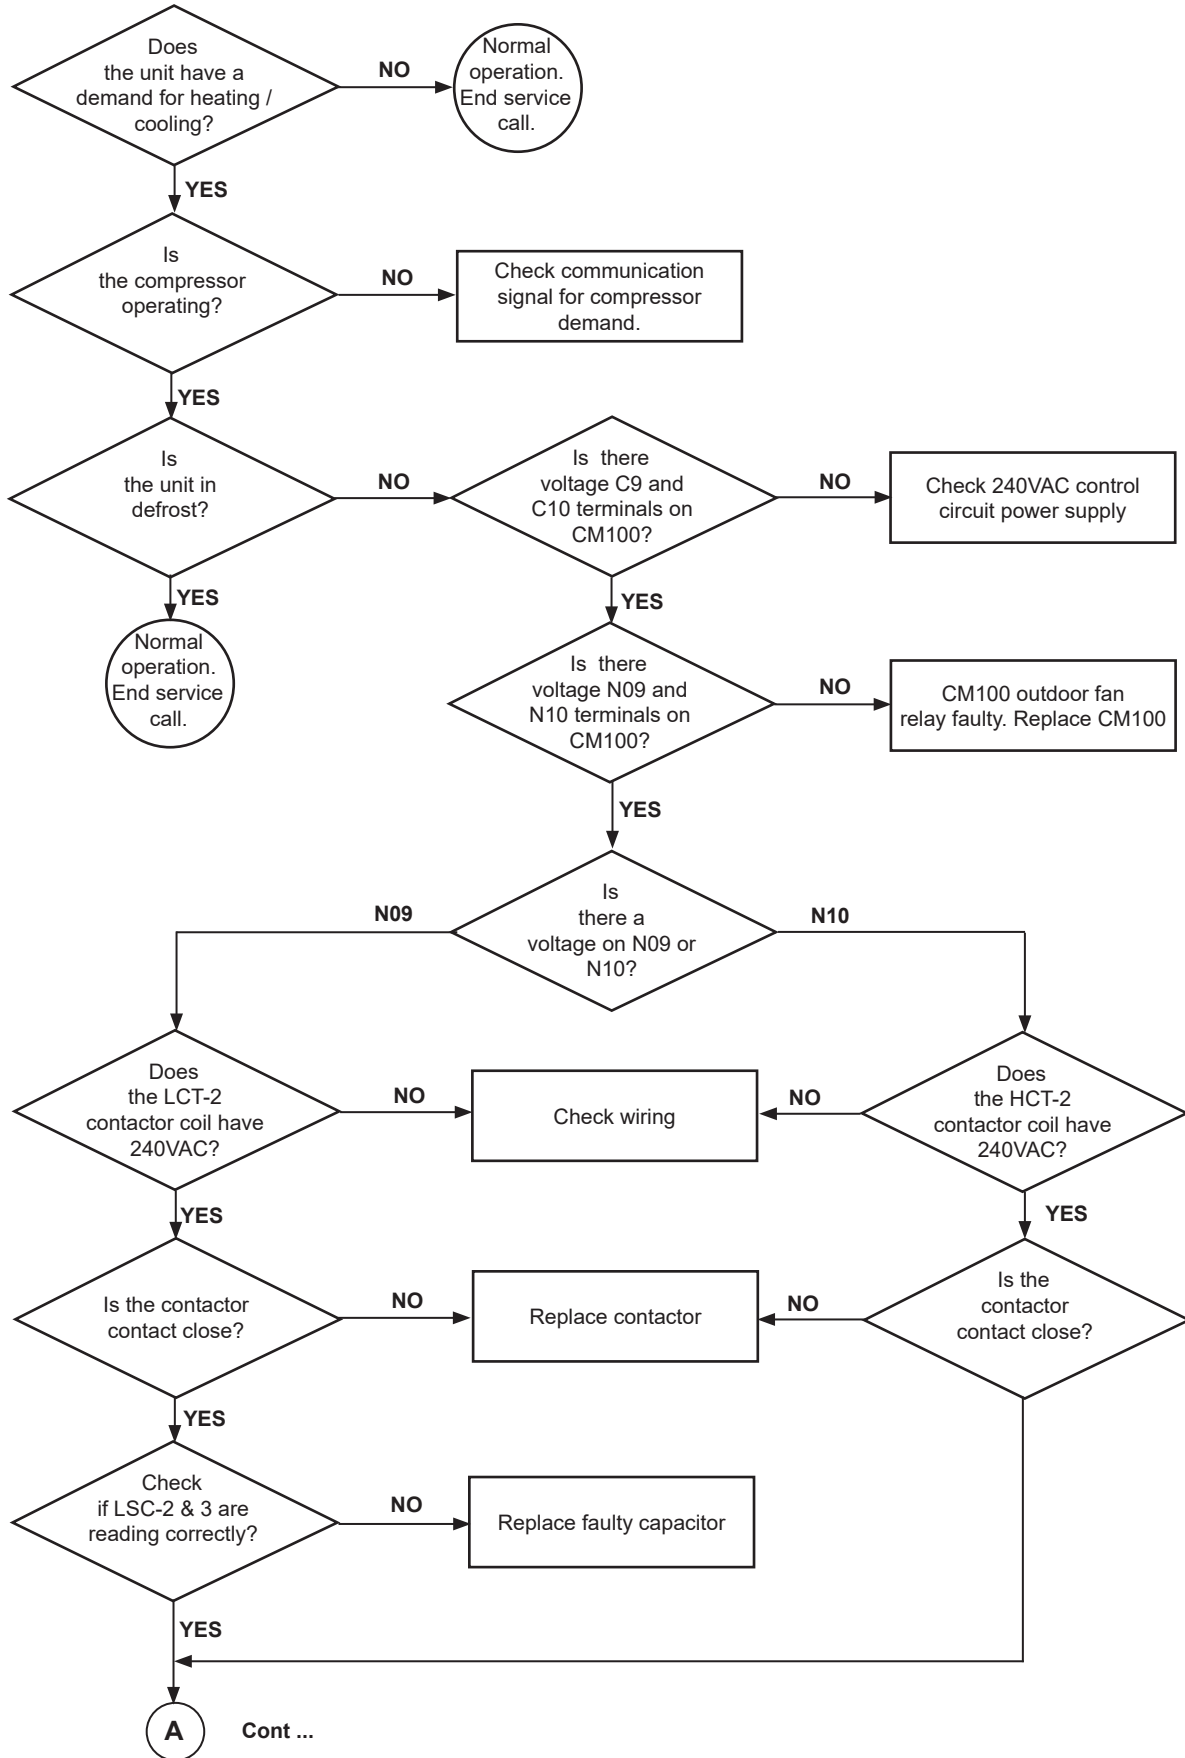 Does
the unit have a
demand for heating /
cooling?
NO
Normal
operation.
End service
call.
YES
Is
the compressor
operating?
NO
Check communication
signal for compressor
demand.
YES
Is
the unit in
defrost?
NO
Is there
voltage C9 and
C10 terminals on
CM100?
NO
Check 240VAC control
circuit power supply
YES
Normal
operation.
End service
call.
YES
Is there
voltage N09 and
N10 terminals on
CM100?
NO
CM100 outdoor fan
relay faulty. Replace CM100
YES
Is
there a
voltage on N09 or
N10?
N09
N10
Does
the LCT-2
contactor coil have
240VAC?
NO
Check wiring
NO
Does
the HCT-2
contactor coil have
240VAC?
YES
YES
Is the contactor
contact close?
NO
Replace contactor
NO
Is the
contactor
contact close?
YES
Check
if LSC-2 & 3 are
reading correctly?
NO
Replace faulty capacitor
YES
A
Cont ...